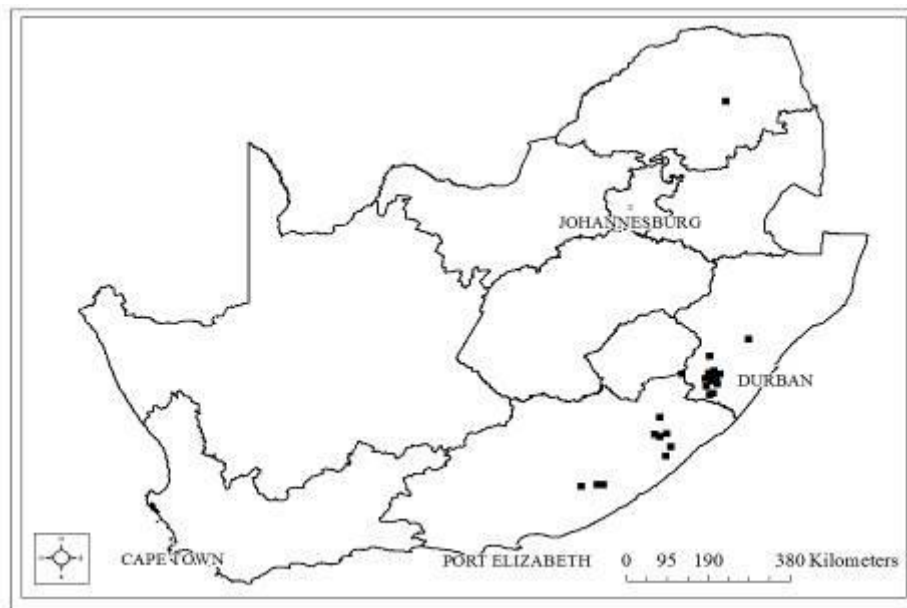 JOHANNESBURG
DURBAN
CAPE TOWN
PORT ELIZABETH
0 95 190 380 Kilometers